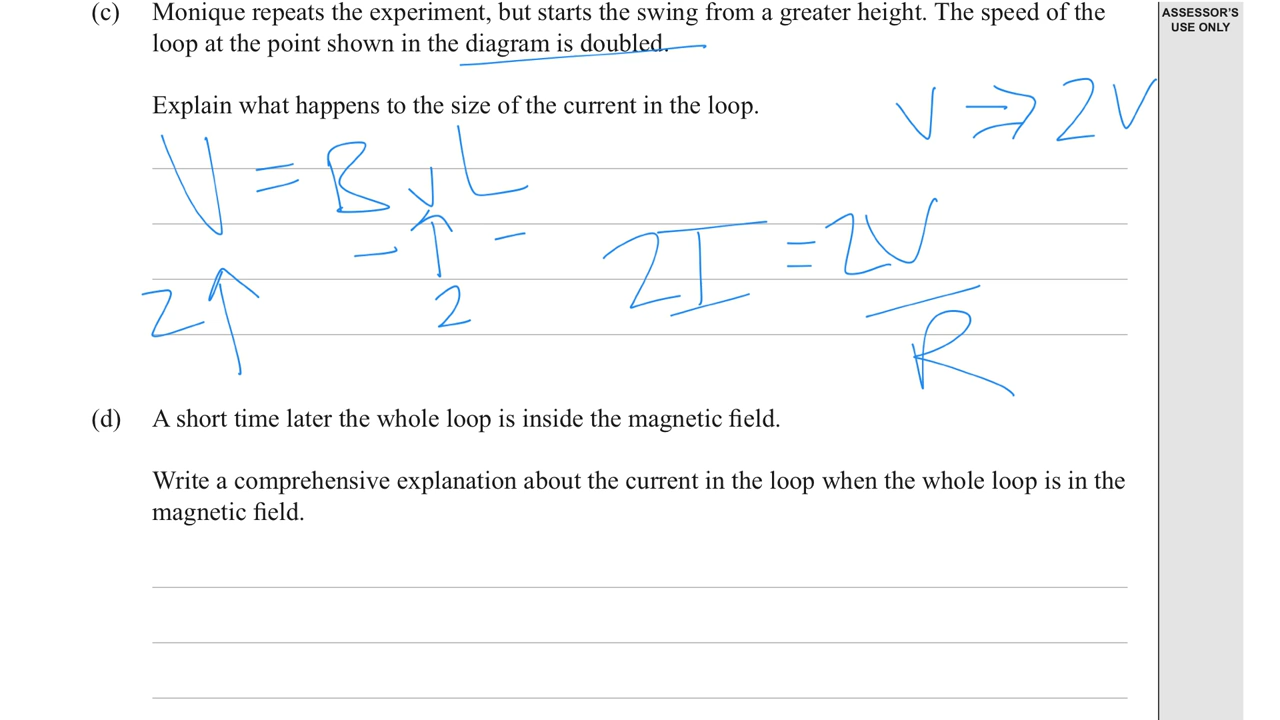 (c) Monique repeats the experiment, but starts the swing from a greater height. The speed of the
loop at the point shown in the diagram is doubled.
ASSESSOR'S
USE ONLY
Explain what happens to the size of the current in the loop.
v ⇒ 2v
V = BvL
- ↑ -
2↑
2
2I = 2V
R
(d) A short time later the whole loop is inside the magnetic field.
Write a comprehensive explanation about the current in the loop when the whole loop is in the
magnetic field.